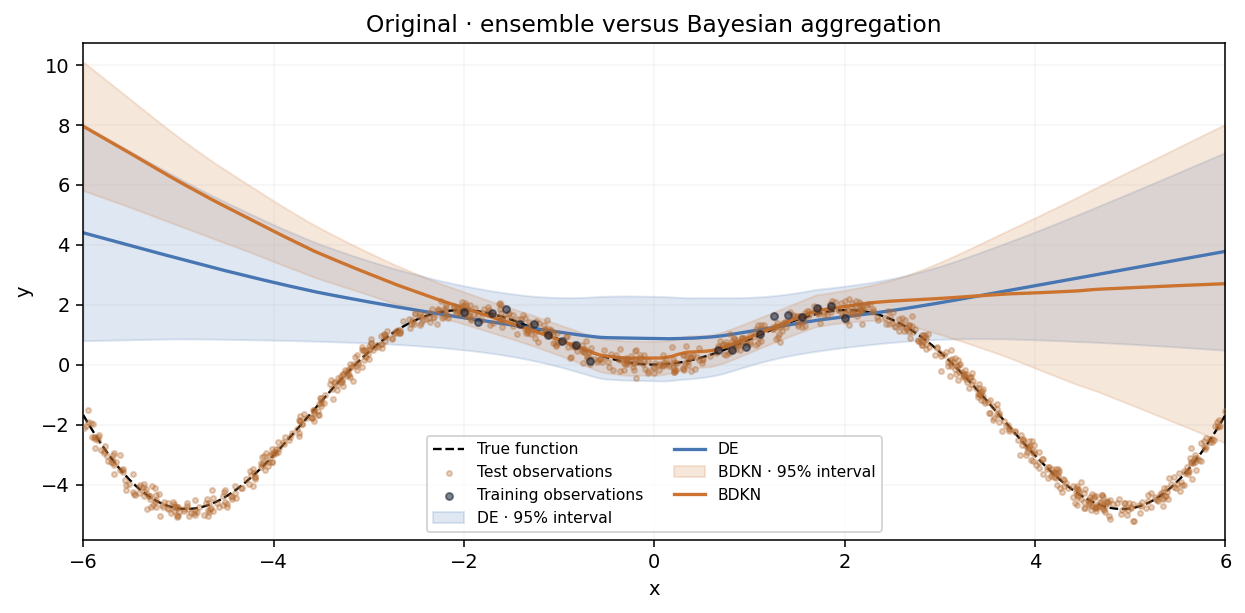 Original · ensemble versus Bayesian aggregation
10
8
6
4
2
0
−2
−4
y
True function
Test observations
Training observations
DE · 95% interval
DE
BDKN · 95% interval
BDKN
−6 −4 −2 0 2 4 6
x